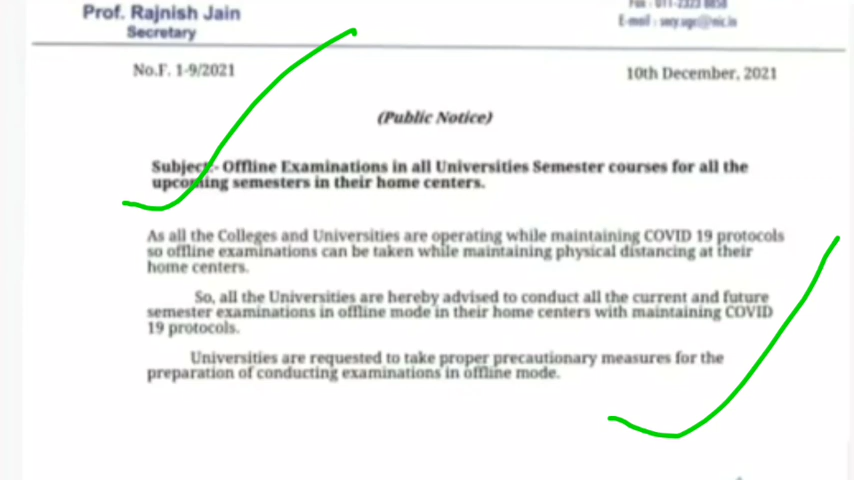 Prof. Rajnish Jain
Secretary
E-mail :
No.F. 1-9/2021
10th December, 2021
(Public Notice)
Subject:- Offline Examinations in all Universities Semester courses for all the
upcoming semesters in their home centers.
As all the Colleges and Universities are operating while maintaining COVID 19 protocols
so offline examinations can be taken while maintaining physical distancing at their
home centers.
So, all the Universities are hereby advised to conduct all the current and future
semester examinations in offline mode in their home centers with maintaining COVID
19 protocols.
Universities are requested to take proper precautionary measures for the
preparation of conducting examinations in offline mode.